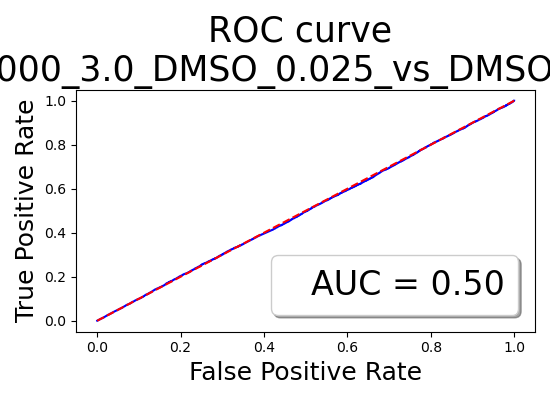 ROC curve
000_3.0_DMSO_0.025_vs_DMSO
1.0
0.8
0.6
0.4
0.2
0.0
True Positive Rate
AUC = 0.50
0.0 0.2 0.4 0.6 0.8 1.0
False Positive Rate